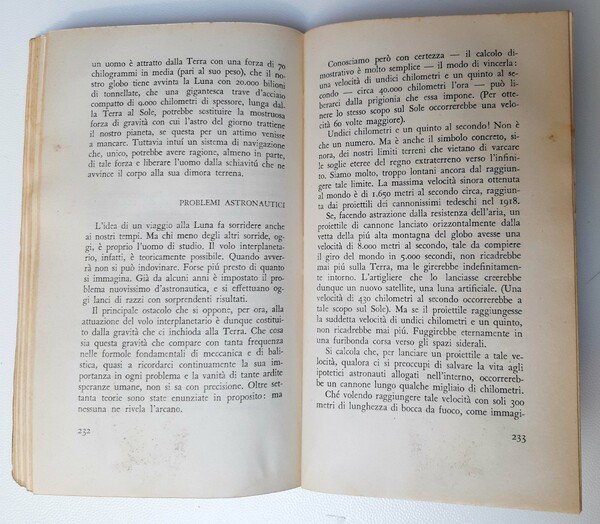 un uomo è attratto dalla Terra con una forza di 70
chilogrammi in media (pari al suo peso), che il no-
stro globo tiene avvinta la Luna con 20.000 bilioni
di tonnellate, che una gigantesca trave d'acciaio
compatto di 9.000 chilometri di spessore, lunga dal-
la Terra al Sole, potrebbe sostituire la mostruosa
forza di gravità con cui l'astro del giorno trattiene
il nostro pianeta, se questa per un attimo venisse
a mancare. Tuttavia intuí un sistema di navigazione
che, unico, potrebbe avere ragione, almeno in parte,
di tale forza e liberare l'uomo dalla schiavitú che ne
avvince il corpo alla sua dimora terrena.
PROBLEMI ASTRONAUTICI
L'idea di un viaggio alla Luna fa sorridere anche
ai nostri tempi. Ma chi meno degli altri sorride, og-
gi, è proprio l'uomo di studio. Il volo interplaneta-
rio, infatti, è teoricamente possibile. Quando avver-
rà non si può indovinare. Forse piú presto di quanto
si immagina. Già da alcuni anni è impostato il pro-
blema nuovissimo d'astronautica, e si effettuano og-
gi lanci di razzi con sorprendenti risultati.
Il principale ostacolo che si oppone, per ora, alla
attuazione del volo interplanetario è dunque costitui-
to dalla gravità che ci inchioda alla Terra. Che cosa
sia questa gravità che compare con tanta frequenza
nelle formole fondamentali di meccanica e di bali-
stica, quasi a ricordarci continuamente la sua im-
portanza in ogni problema e la vanità di tante ardite
speranze umane, non si sa con precisione. Oltre set-
tanta teorie sono state enunziate in proposito: ma
nessuna ne rivela l'arcano.
232
Conosciamo però con certezza — il calcolo di-
mostrativo è molto semplice — il modo di vincerla:
una velocità di undici chilometri e un quinto al se-
condo — circa 40.000 chilometri l'ora — può li-
berarci dalla prigionia che essa impone. (Per otte-
nere lo stesso scopo sul Sole occorrerebbe una velo-
cità 60 volte maggiore).
Undici chilometri e un quinto al secondo! Non è
che un numero. Ma è anche il simbolo concreto, si-
nora, dei nostri limiti terreni che vietano di varcare
le soglie eterne del regno extraterreno verso l'infini-
to. Siamo molto, troppo lontani ancora dal raggiun-
gere tale limite. La massima velocità sinora ottenuta
al mondo è di 1.650 metri al secondo circa, raggiun-
ta dai proiettili dei cannonissimi tedeschi nel 1918.
Se, facendo astrazione dalla resistenza dell'aria, un
proiettile di cannone lanciato orizzontalmente dalla
vetta della piú alta montagna del globo avesse una
velocità di 8.000 metri al secondo, tale da compiere
il giro del mondo in 5.000 secondi, non ricadrebbe
mai piú sulla Terra, ma le girerebbe indefinitamen-
te intorno. L'artigliere che lo lanciasse creerebbe
dunque un nuovo satellite, una luna artificiale. (Una
velocità di 430 chilometri al secondo occorrerebbe a
tale scopo sul Sole). Ma se il proiettile raggiungesse
la suddetta velocità di undici chilometri e un quinto,
non ricadrebbe mai piú. Fuggirebbe eternamente in
una furibonda corsa verso gli spazi siderali.
Si calcola che, per lanciare un proiettile a tale ve-
locità, qualora ci si preoccupi di salvare la vita agli
ipotetici astronauti allogati nell'interno, occorrereb-
be un cannone lungo qualche migliaio di chilometri.
Ché volendo raggiungere tale velocità con soli 300
metri di lunghezza di bocca da fuoco, come immagi-
233